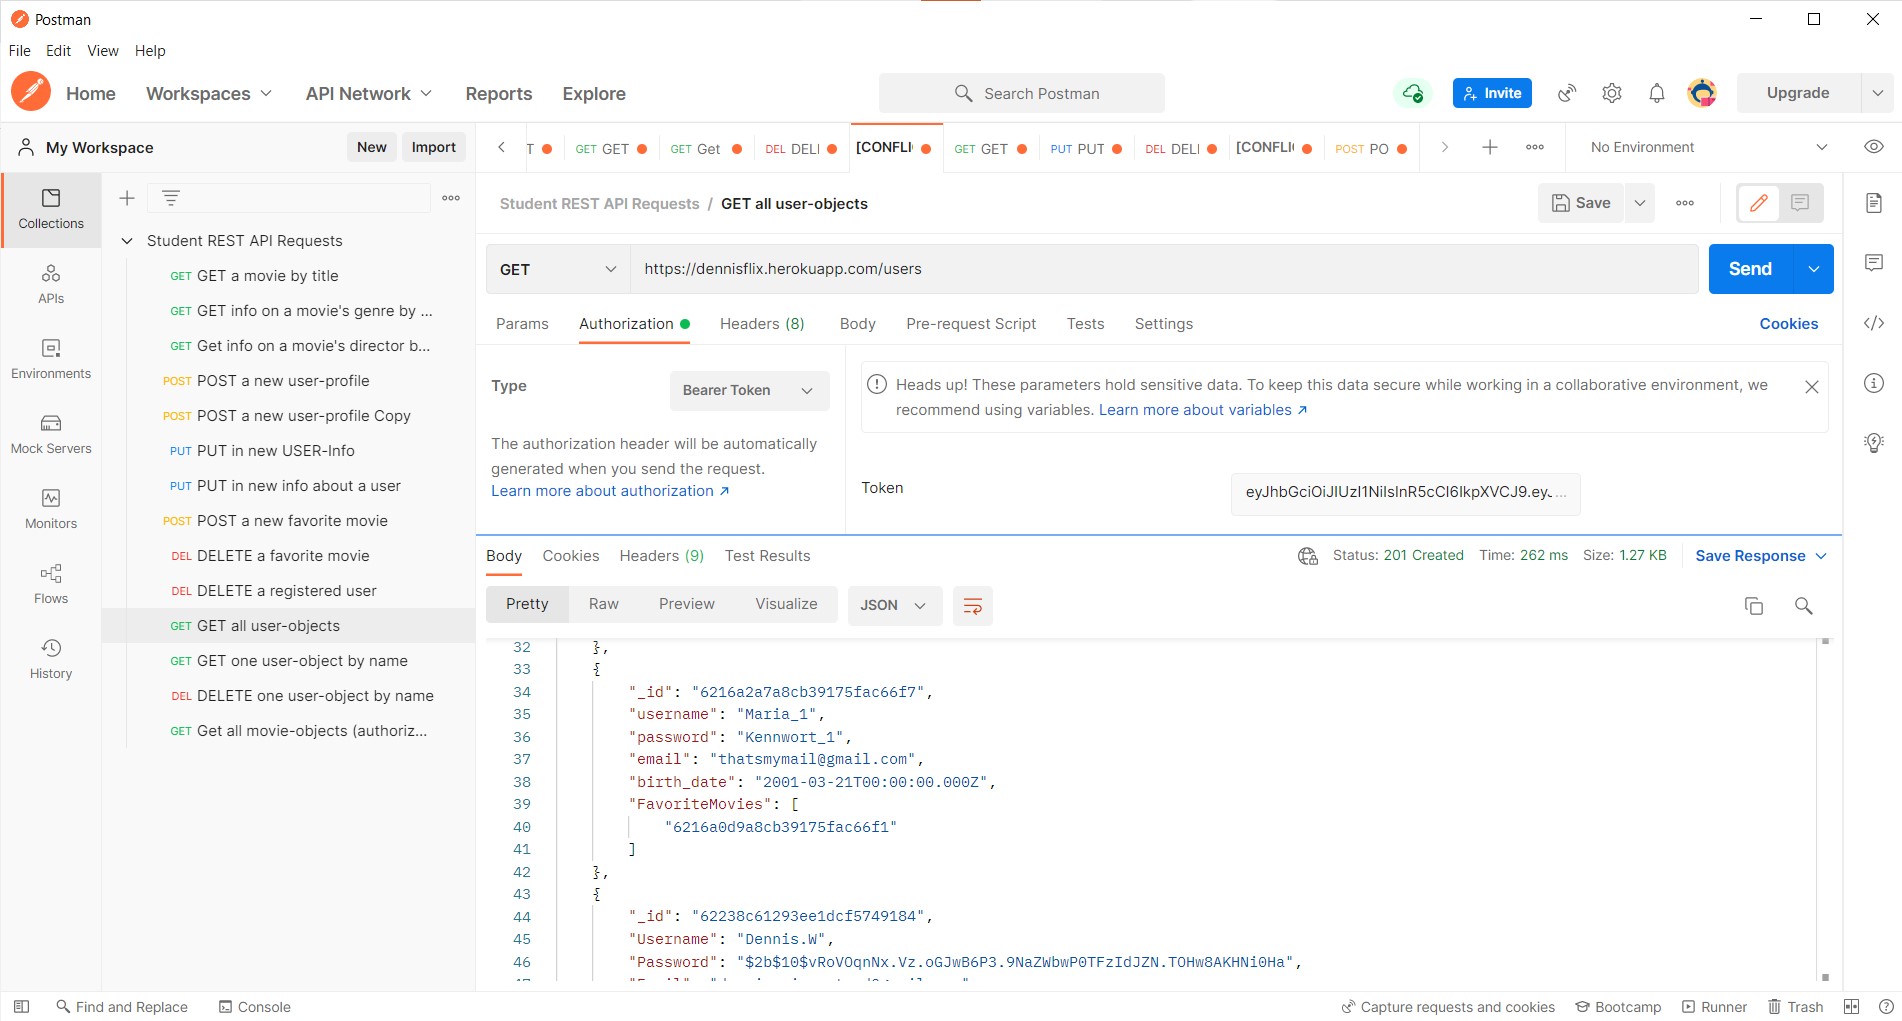 Postman
File Edit View Help
Home Workspaces API Network Reports Explore Search Postman Invite Upgrade
My Workspace New Import
T GET GET GET Get DEL DELI [CONFLI GET GET PUT PUT DEL DELI [CONFLI POST PO No Environment
Collections
APIs
Environments
Mock Servers
Monitors
Flows
History
Student REST API Requests
GET GET a movie by title
GET GET info on a movie's genre by ...
GET Get info on a movie's director b...
POST POST a new user-profile
POST POST a new user-profile Copy
PUT PUT in new USER-Info
PUT PUT in new info about a user
POST POST a new favorite movie
DEL DELETE a favorite movie
DEL DELETE a registered user
GET GET all user-objects
GET GET one user-object by name
DEL DELETE one user-object by name
GET Get all movie-objects (authoriz...
Student REST API Requests / GET all user-objects Save
GET https://dennisflix.herokuapp.com/users Send
Params Authorization Headers (8) Body Pre-request Script Tests Settings Cookies
Type Bearer Token
The authorization header will be automatically
generated when you send the request.
Learn more about authorization ↗
Heads up! These parameters hold sensitive data. To keep this data secure while working in a collaborative environment, we
recommend using variables. Learn more about variables ↗
Token eyJhbGciOiJIUzI1NiIsInR5cCI6IkpXVCJ9.eyJ...
Body Cookies Headers (9) Test Results Status: 201 Created Time: 262 ms Size: 1.27 KB Save Response
Pretty Raw Preview Visualize JSON
32 },
33 {
34 "_id": "6216a2a7a8cb39175fac66f7",
35 "username": "Maria_1",
36 "password": "Kennwort_1",
37 "email": "thatsmymail@gmail.com",
38 "birth_date": "2001-03-21T00:00:00.000Z",
39 "FavoriteMovies": [
40 "6216a0d9a8cb39175fac66f1"
41 ]
42 },
43 {
44 "_id": "62238c61293ee1dcf5749184",
45 "Username": "Dennis.W",
46 "Password": "$2b$10$vRoVOqnNx.Vz.oGJwB6P3.9NaZWbwP0TFzIdJZN.TOHw8AKHNi0Ha",
Find and Replace Console Capture requests and cookies Bootcamp Runner Trash